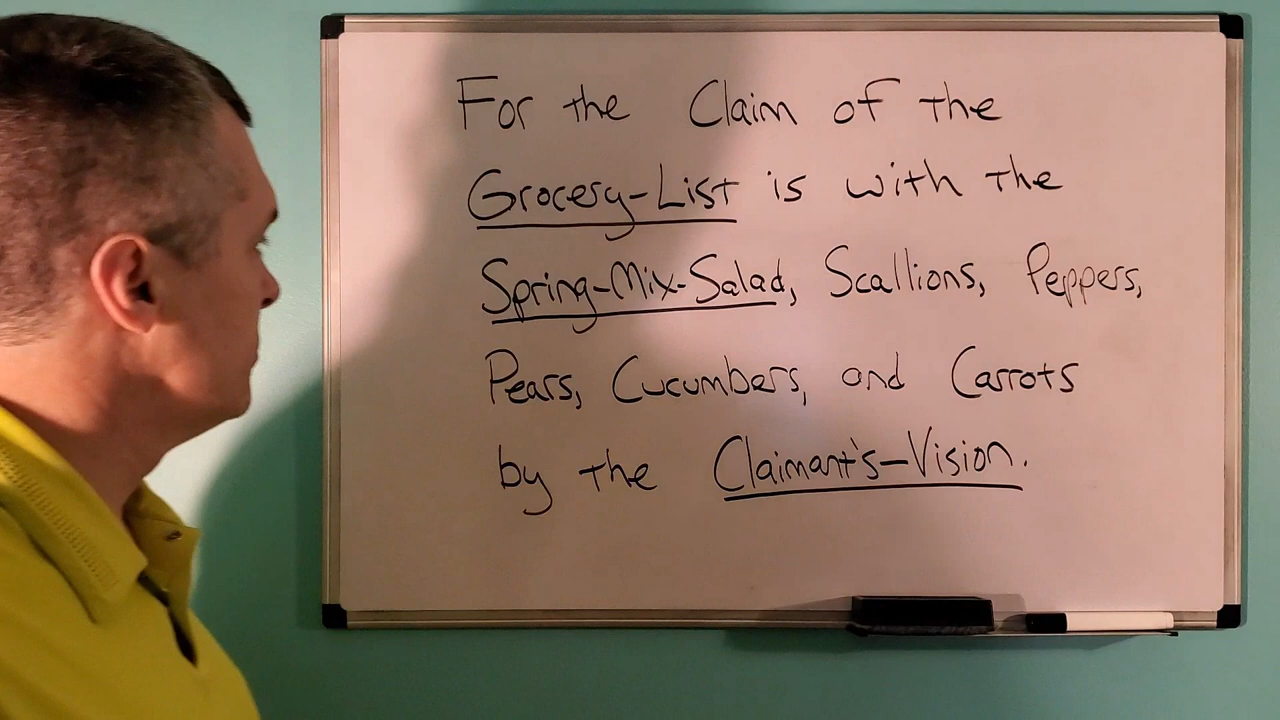 For the Claim of the
Grocery-List is with the
Spring-Mix-Salad, Scallions, Peppers,
Pears, Cucumbers, and Carrots
by the Claimant's-Vision.